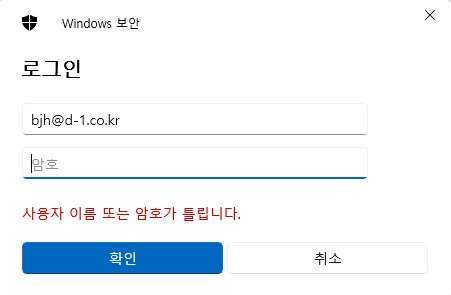 Windows 보안
로그인
bjh@d-1.co.kr
암호
사용자 이름 또는 암호가 틀립니다.
확인
취소